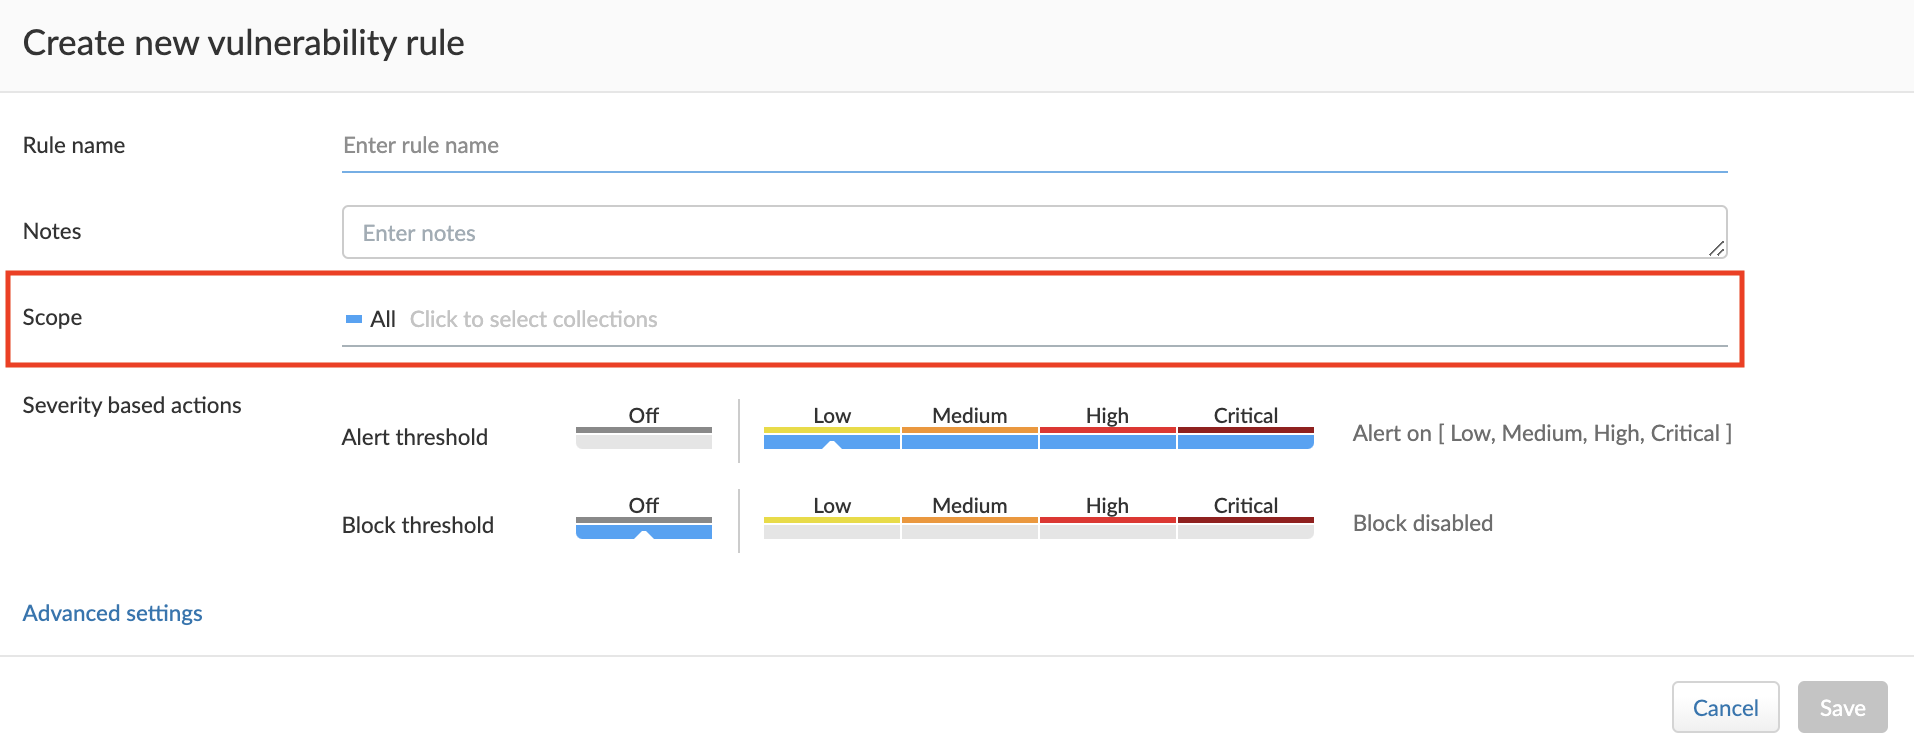 Create new vulnerability rule
Rule name Enter rule name
Notes Enter notes
Scope All Click to select collections
Severity based actions
Alert threshold Off Low Medium High Critical Alert on [ Low, Medium, High, Critical ]
Block threshold Off Low Medium High Critical Block disabled
Advanced settings
Cancel Save